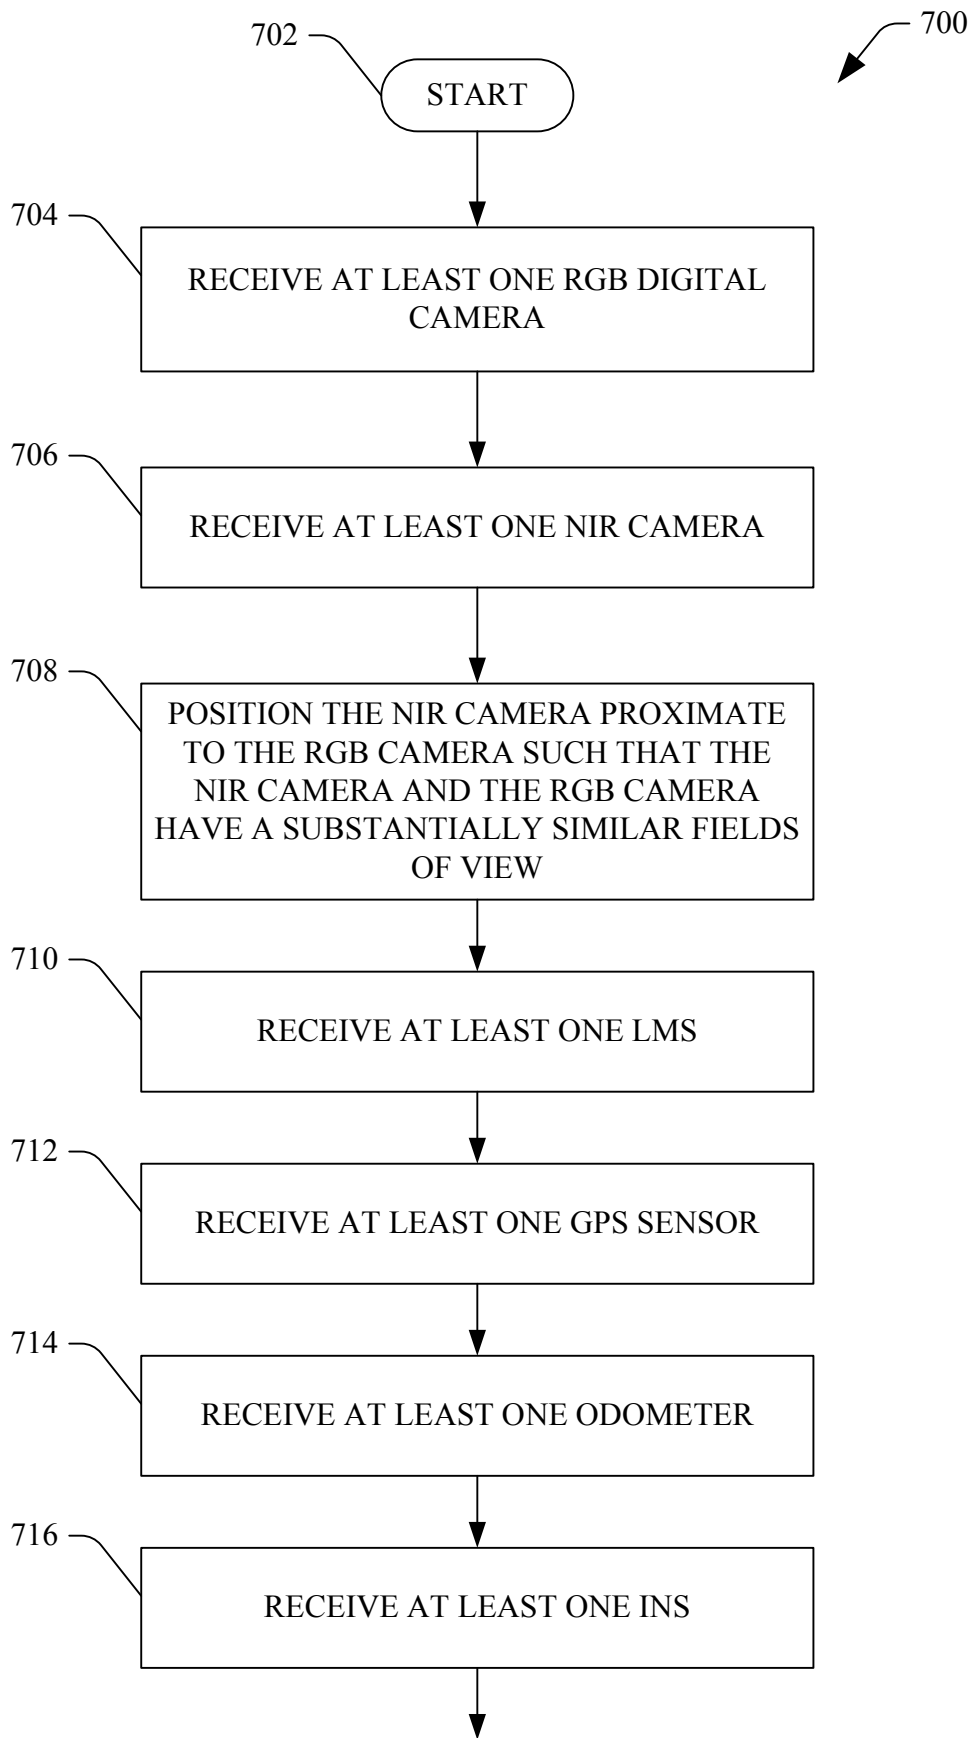 700
702
START
704
RECEIVE AT LEAST ONE RGB DIGITAL
CAMERA
706
RECEIVE AT LEAST ONE NIR CAMERA
708
POSITION THE NIR CAMERA PROXIMATE
TO THE RGB CAMERA SUCH THAT THE
NIR CAMERA AND THE RGB CAMERA
HAVE A SUBSTANTIALLY SIMILAR FIELDS
OF VIEW
710
RECEIVE AT LEAST ONE LMS
712
RECEIVE AT LEAST ONE GPS SENSOR
714
RECEIVE AT LEAST ONE ODOMETER
716
RECEIVE AT LEAST ONE INS